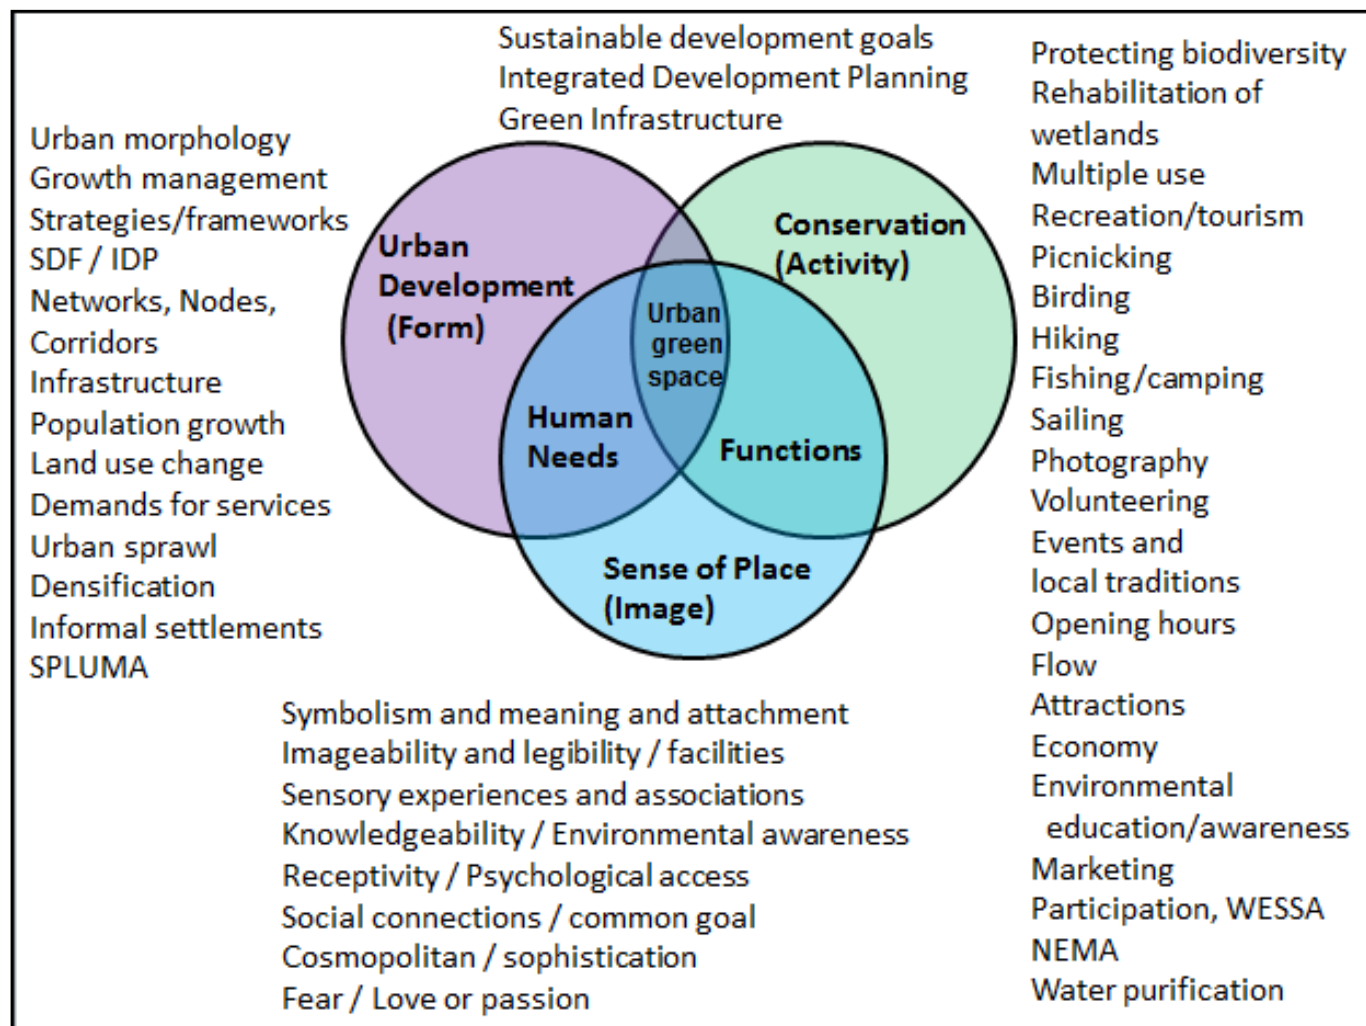 Sustainable development goals
Integrated Development Planning
Green Infrastructure
Urban morphology
Growth management
Strategies/frameworks
SDF / IDP
Networks, Nodes,
Corridors
Infrastructure
Population growth
Land use change
Demands for services
Urban sprawl
Densification
Informal settlements
SPLUMA
Urban
Development
(Form)
Conservation
(Activity)
Urban
green
space
Human
Needs
Functions
Sense of Place
(Image)
Protecting biodiversity
Rehabilitation of
wetlands
Multiple use
Recreation/tourism
Picnicking
Birding
Hiking
Fishing/camping
Sailing
Photography
Volunteering
Events and
local traditions
Opening hours
Flow
Attractions
Economy
Environmental
education/awareness
Marketing
Participation, WESSA
NEMA
Water purification
Symbolism and meaning and attachment
Imageability and legibility / facilities
Sensory experiences and associations
Knowledgeability / Environmental awareness
Receptivity / Psychological access
Social connections / common goal
Cosmopolitan / sophistication
Fear / Love or passion